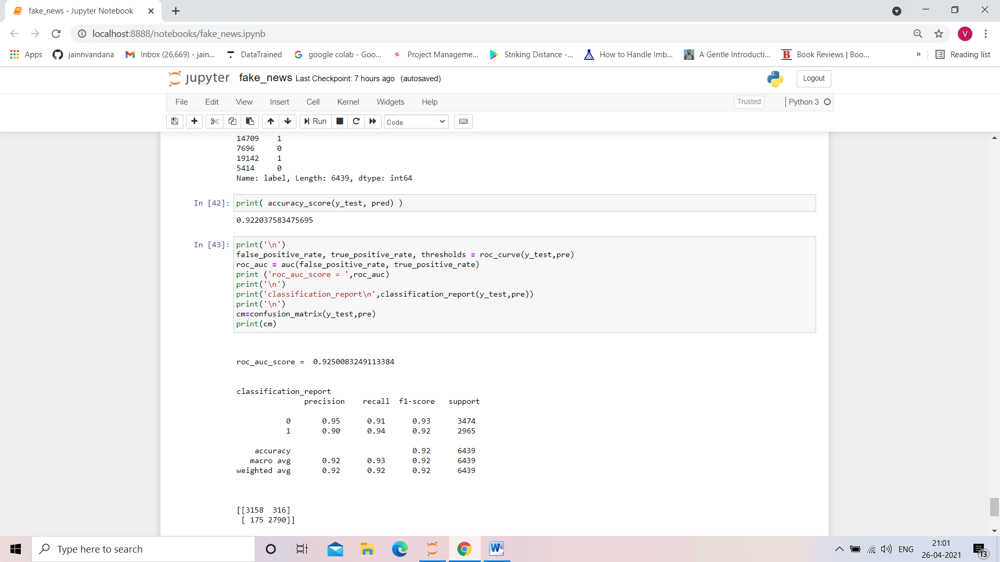 fake_news - Jupyter Notebook
localhost:8888/notebooks/fake_news.ipynb
V
Apps jainnvandana Inbox (26,669) - jain... DataTrained google colab - Goo... Project Manageme... Striking Distance -... How to Handle Imb... A Gentle Introducti... B Book Reviews | Boo... » Reading list
jupyter fake_news Last Checkpoint: 7 hours ago (autosaved) Logout
File Edit View Insert Cell Kernel Widgets Help Trusted Python 3
Run Code
14709    1
7696     0
19142    1
5414     0
Name: label, Length: 6439, dtype: int64
In [42]: print( accuracy_score(y_test, pred) )
0.922037583475695
In [43]: print('\n')
false_positive_rate, true_positive_rate, thresholds = roc_curve(y_test,pre)
roc_auc = auc(false_positive_rate, true_positive_rate)
print ('roc_auc_score = ',roc_auc)
print('\n')
print('classification_report\n',classification_report(y_test,pre))
print('\n')
cm=confusion_matrix(y_test,pre)
print(cm)
roc_auc_score =  0.9250083249113384
classification_report
precision    recall  f1-score   support
0       0.95      0.91      0.93      3474
1       0.90      0.94      0.92      2965
accuracy                           0.92      6439
macro avg       0.92      0.93      0.92      6439
weighted avg       0.92      0.92      0.92      6439
[[3158  316]
[ 175 2790]]
Type here to search
W
ENG
21:01
26-04-2021
13